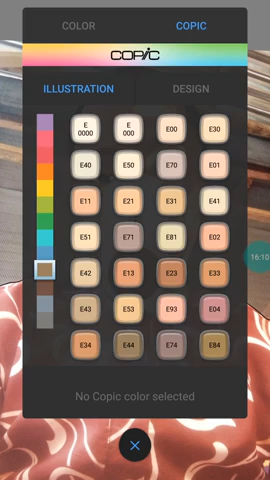 COLOR COPIC
COPIC
ILLUSTRATION DESIGN
E 0000 E 000 E00 E30
E40 E50 E70 E01
E11 E21 E31 E41
E51 E71 E81 E02
E42 E13 E23 E33
E43 E53 E93 E04
E34 E44 E74 E84
16:10
No Copic color selected